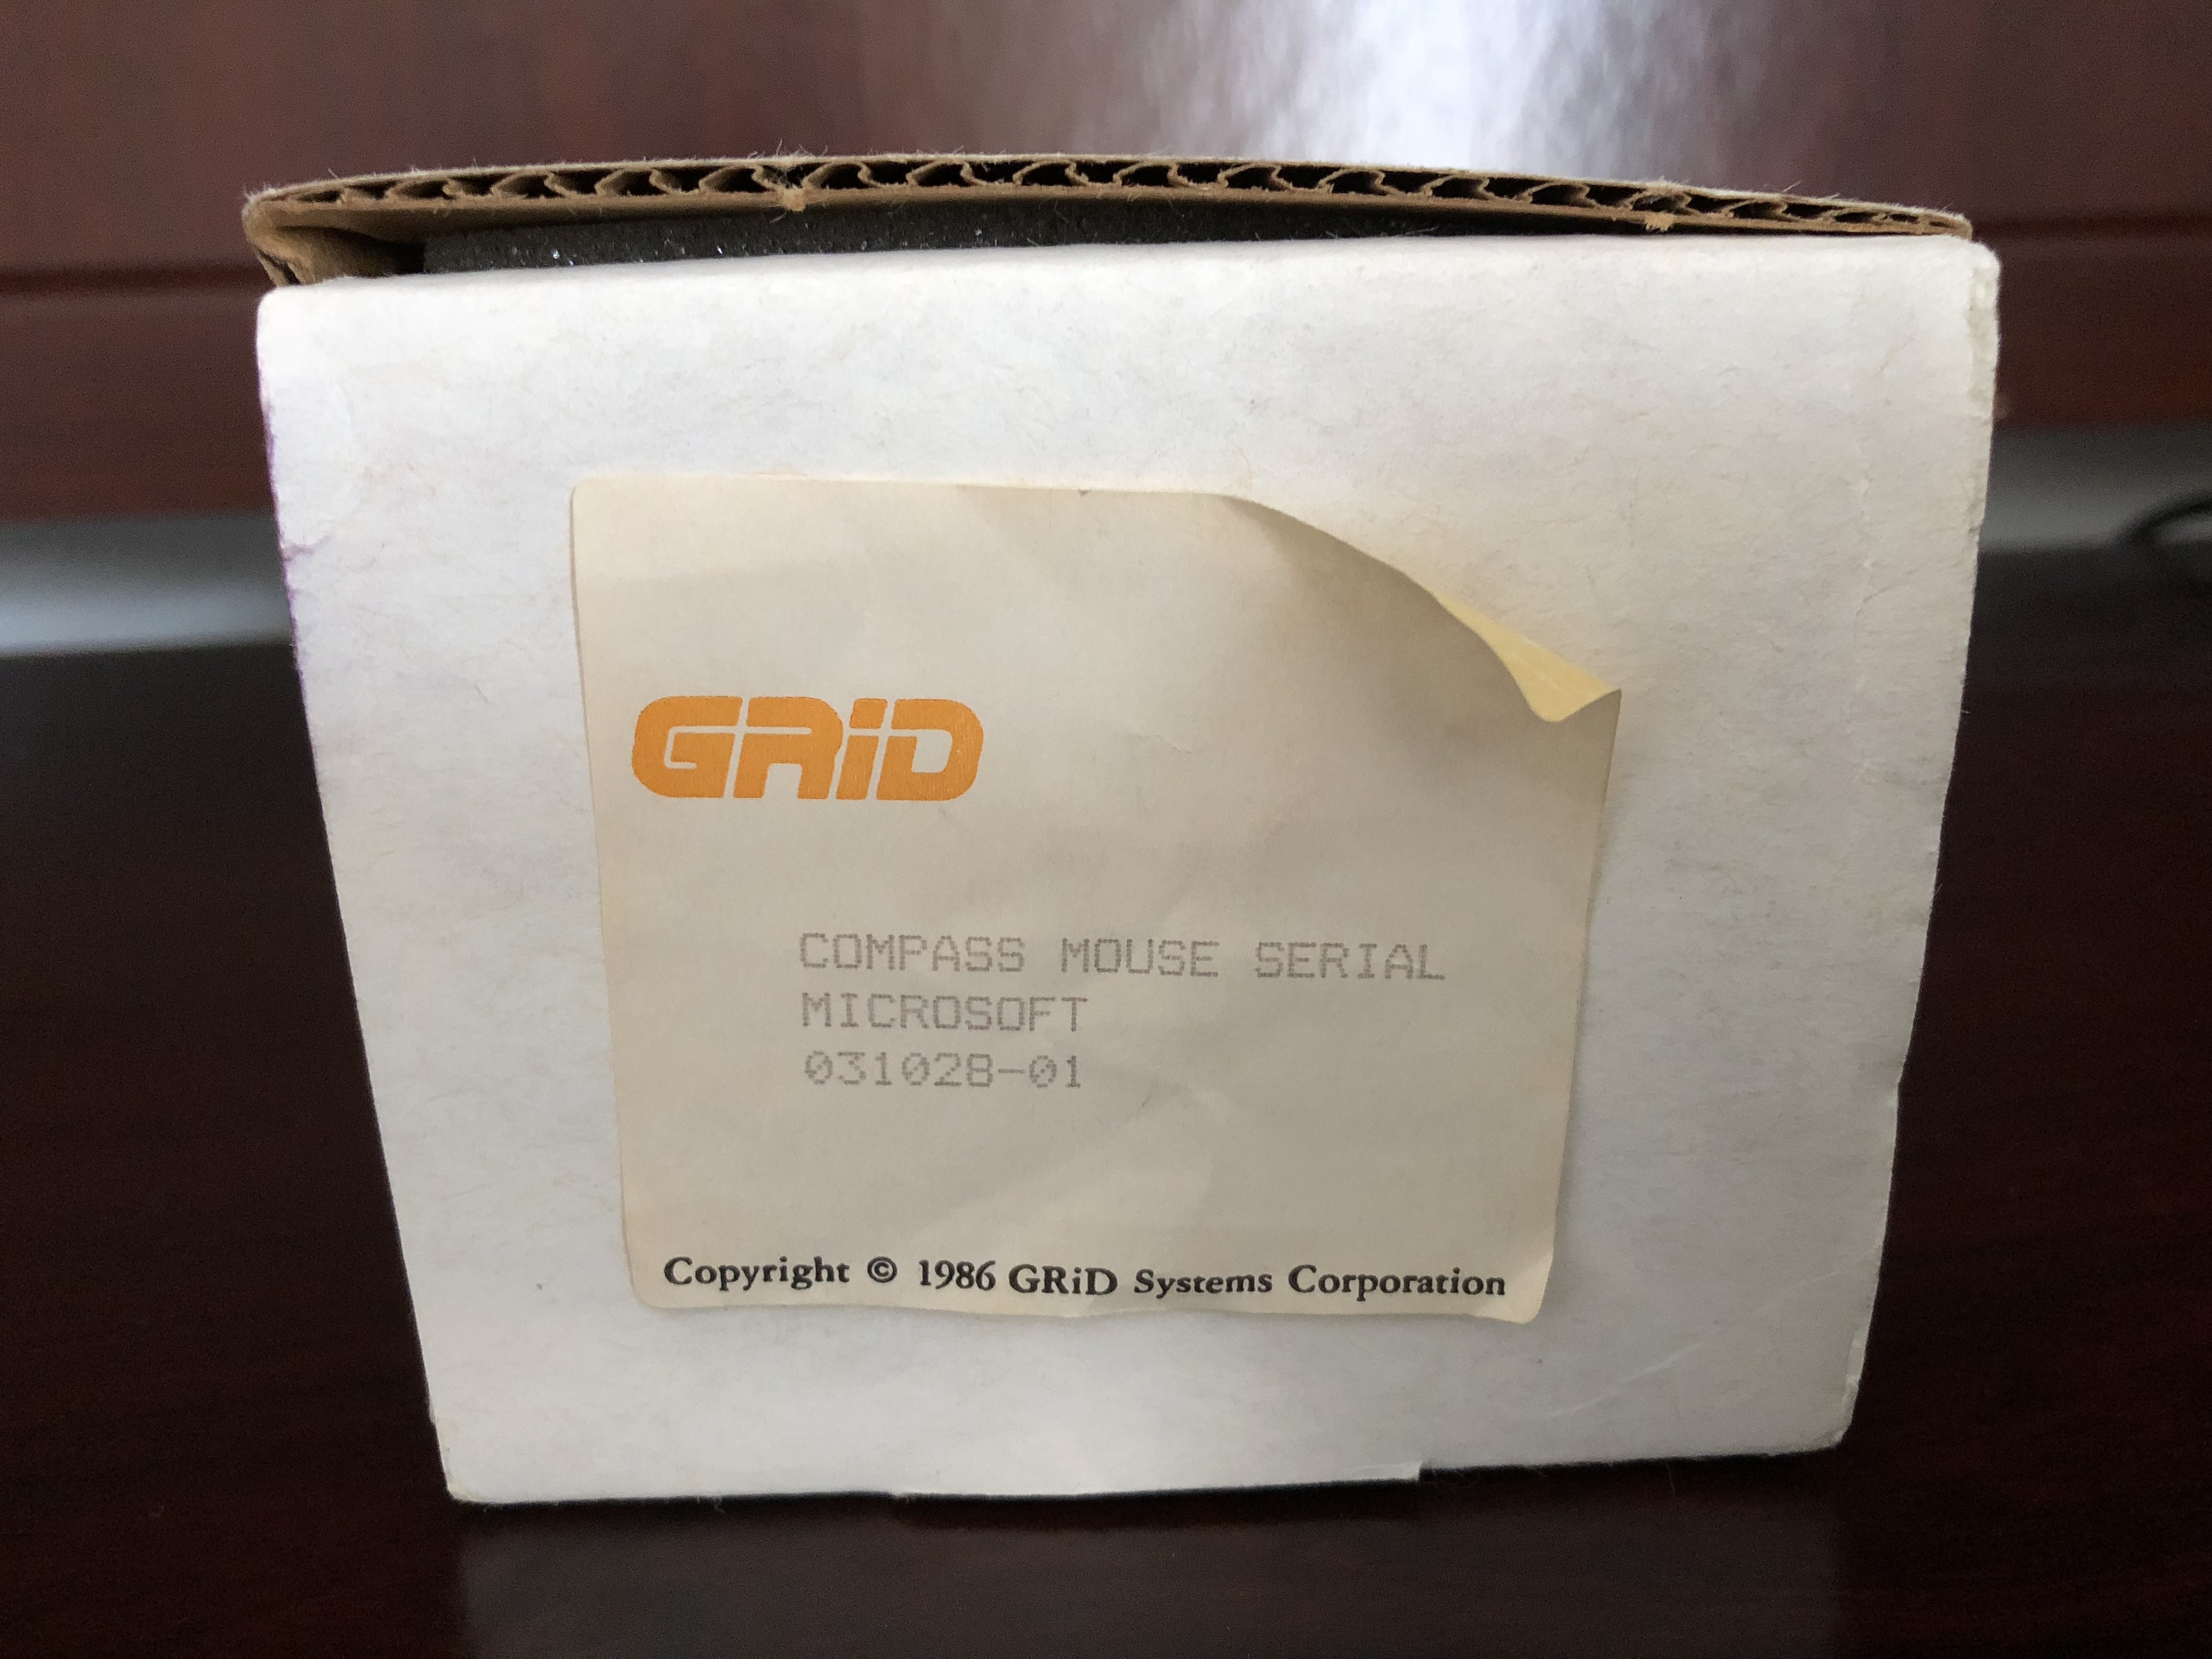 GRiD
COMPASS MOUSE SERIAL
MICROSOFT
031028-01
Copyright © 1986 GRiD Systems Corporation